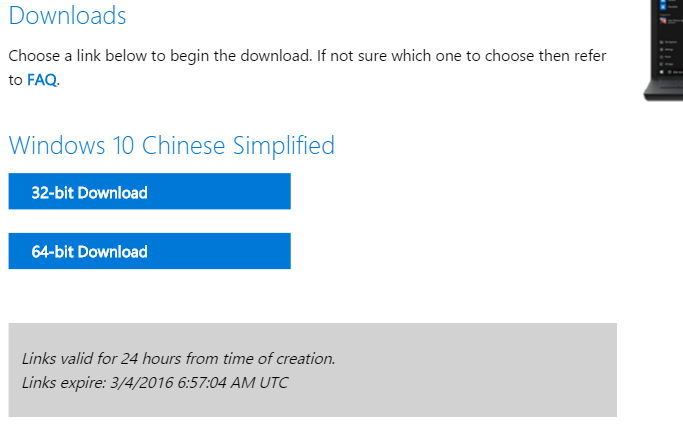 Downloads
Choose a link below to begin the download. If not sure which one to choose then refer
to FAQ.
Windows 10 Chinese Simplified
32-bit Download
64-bit Download
Links valid for 24 hours from time of creation.
Links expire: 3/4/2016 6:57:04 AM UTC